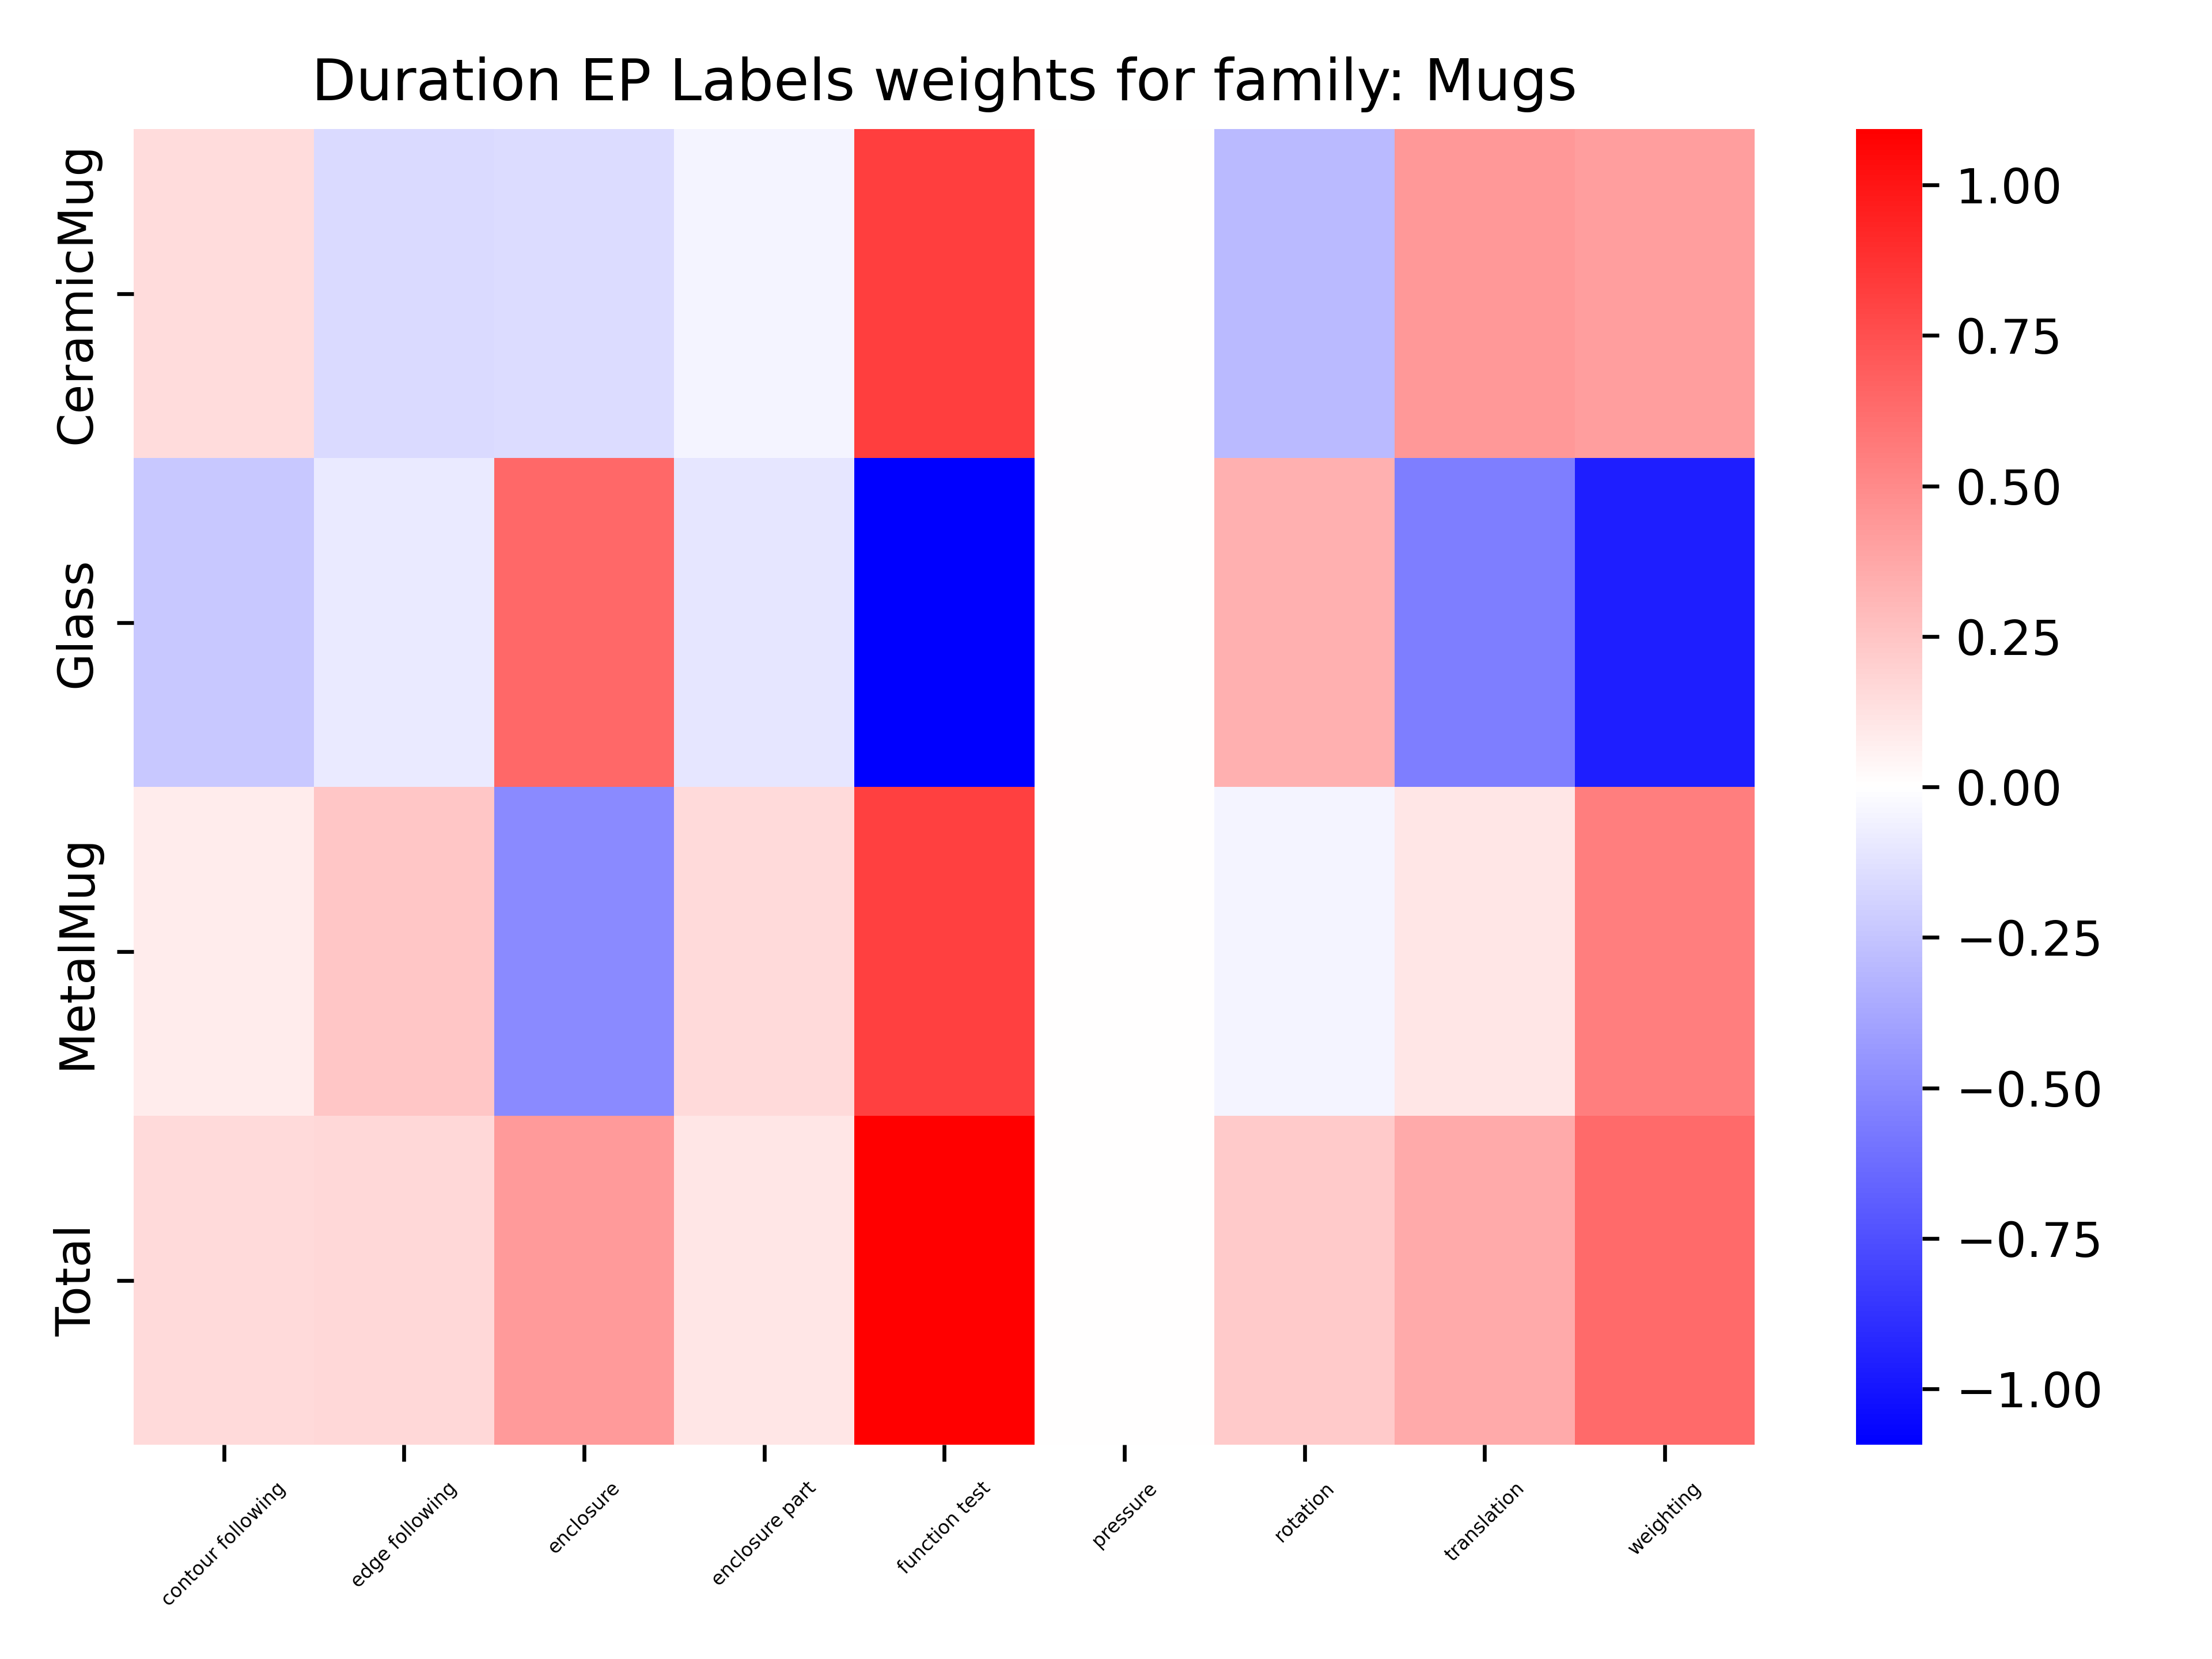 Duration EP Labels weights for family: Mugs
CeramicMug
Glass
MetalMug
Total
contour following
edge following
enclosure
enclosure part
function test
pressure
rotation
translation
weighting
1.00
0.75
0.50
0.25
0.00
−0.25
−0.50
−0.75
−1.00